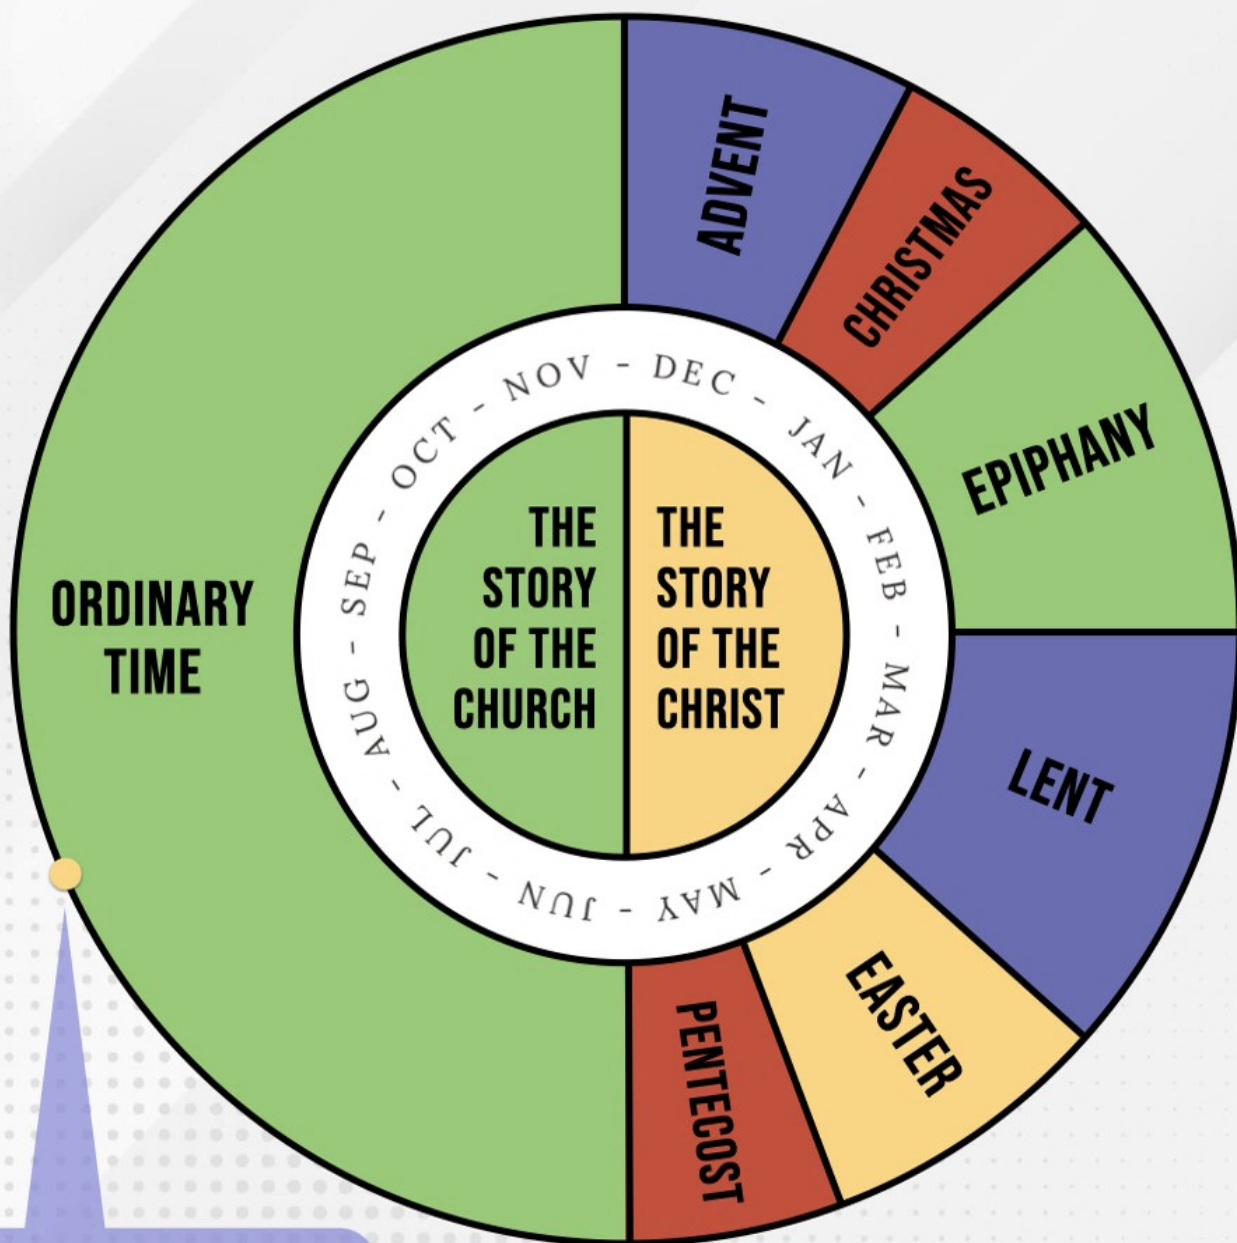 ADVENT
CHRISTMAS
EPIPHANY
LENT
EASTER
PENTECOST
ORDINARY
TIME
DEC - JAN - FEB - MAR - APR - MAY - JUN - JUL - AUG - SEP - OCT - NOV -
THE
STORY
OF THE
CHURCH
THE
STORY
OF THE
CHRIST